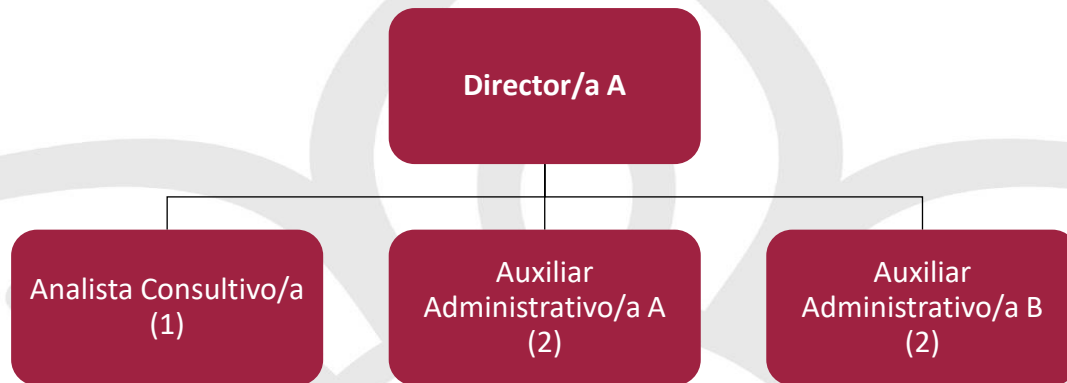 Director/a A
Analista Consultivo/a
(1)
Auxiliar
Administrativo/a A
(2)
Auxiliar
Administrativo/a B
(2)